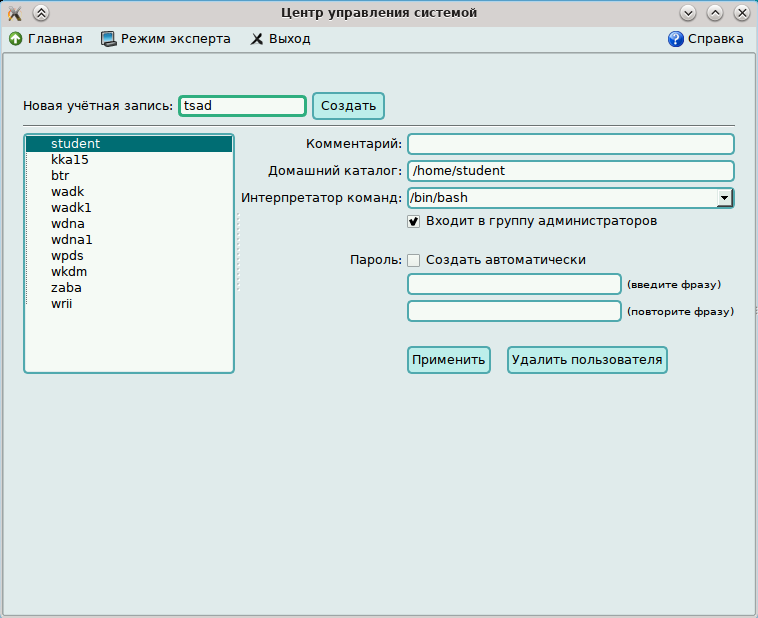 Центр управления системой
Главная Режим эксперта Выход Справка
Новая учётная запись: tsad Создать
student
kka15
btr
wadk
wadk1
wdna
wdna1
wpds
wkdm
zaba
wrii
Комментарий:
Домашний каталог: /home/student
Интерпретатор команд: /bin/bash
Входит в группу администраторов
Пароль: Создать автоматически
(введите фразу)
(повторите фразу)
Применить Удалить пользователя